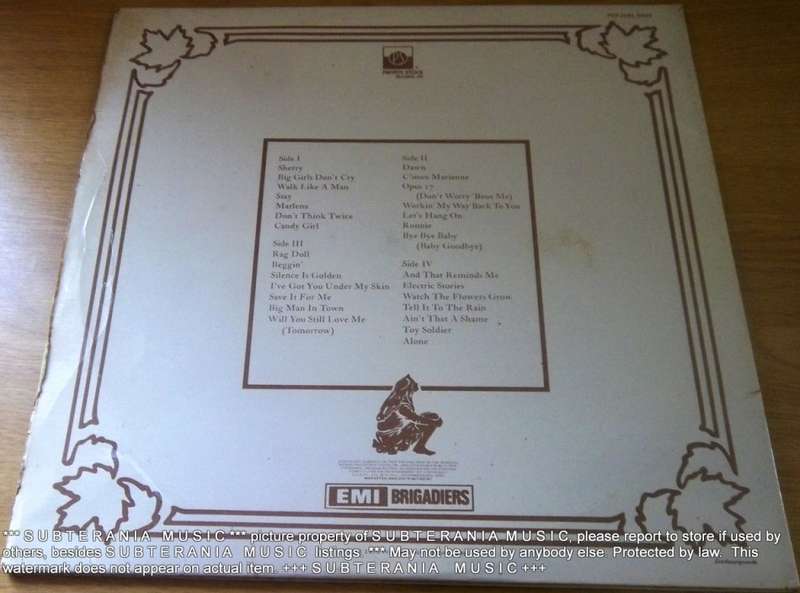 PRIVATE STOCK
Side I
Sherry
Big Girls Don't Cry
Walk Like A Man
Stay
Marlena
Don't Think Twice
Candy Girl
Side III
Rag Doll
Beggin'
Silence Is Golden
I've Got You Under My Skin
Save It For Me
Big Man In Town
Will You Still Love Me
(Tomorrow)
Side II
Dawn
C'mon Marianne
Opus 17
(Don't Worry 'Bout Me)
Workin' My Way Back To You
Let's Hang On
Ronnie
Bye Bye Baby
(Baby Goodbye)
Side IV
And That Reminds Me
Electric Stories
Watch The Flowers Grow
Tell It To The Rain
Ain't That A Shame
Toy Soldier
Alone
EMI BRIGADIERS
*** S U B T E R A N I A M U S I C *** picture property of S U B T E R A N I A M U S I C, please report to store if used by
others, besides S U B T E R A N I A M U S I C listings *** May not be used by anybody else. Protected by law. This
watermark does not appear on actual item. +++ S U B T E R A N I A M U S I C +++